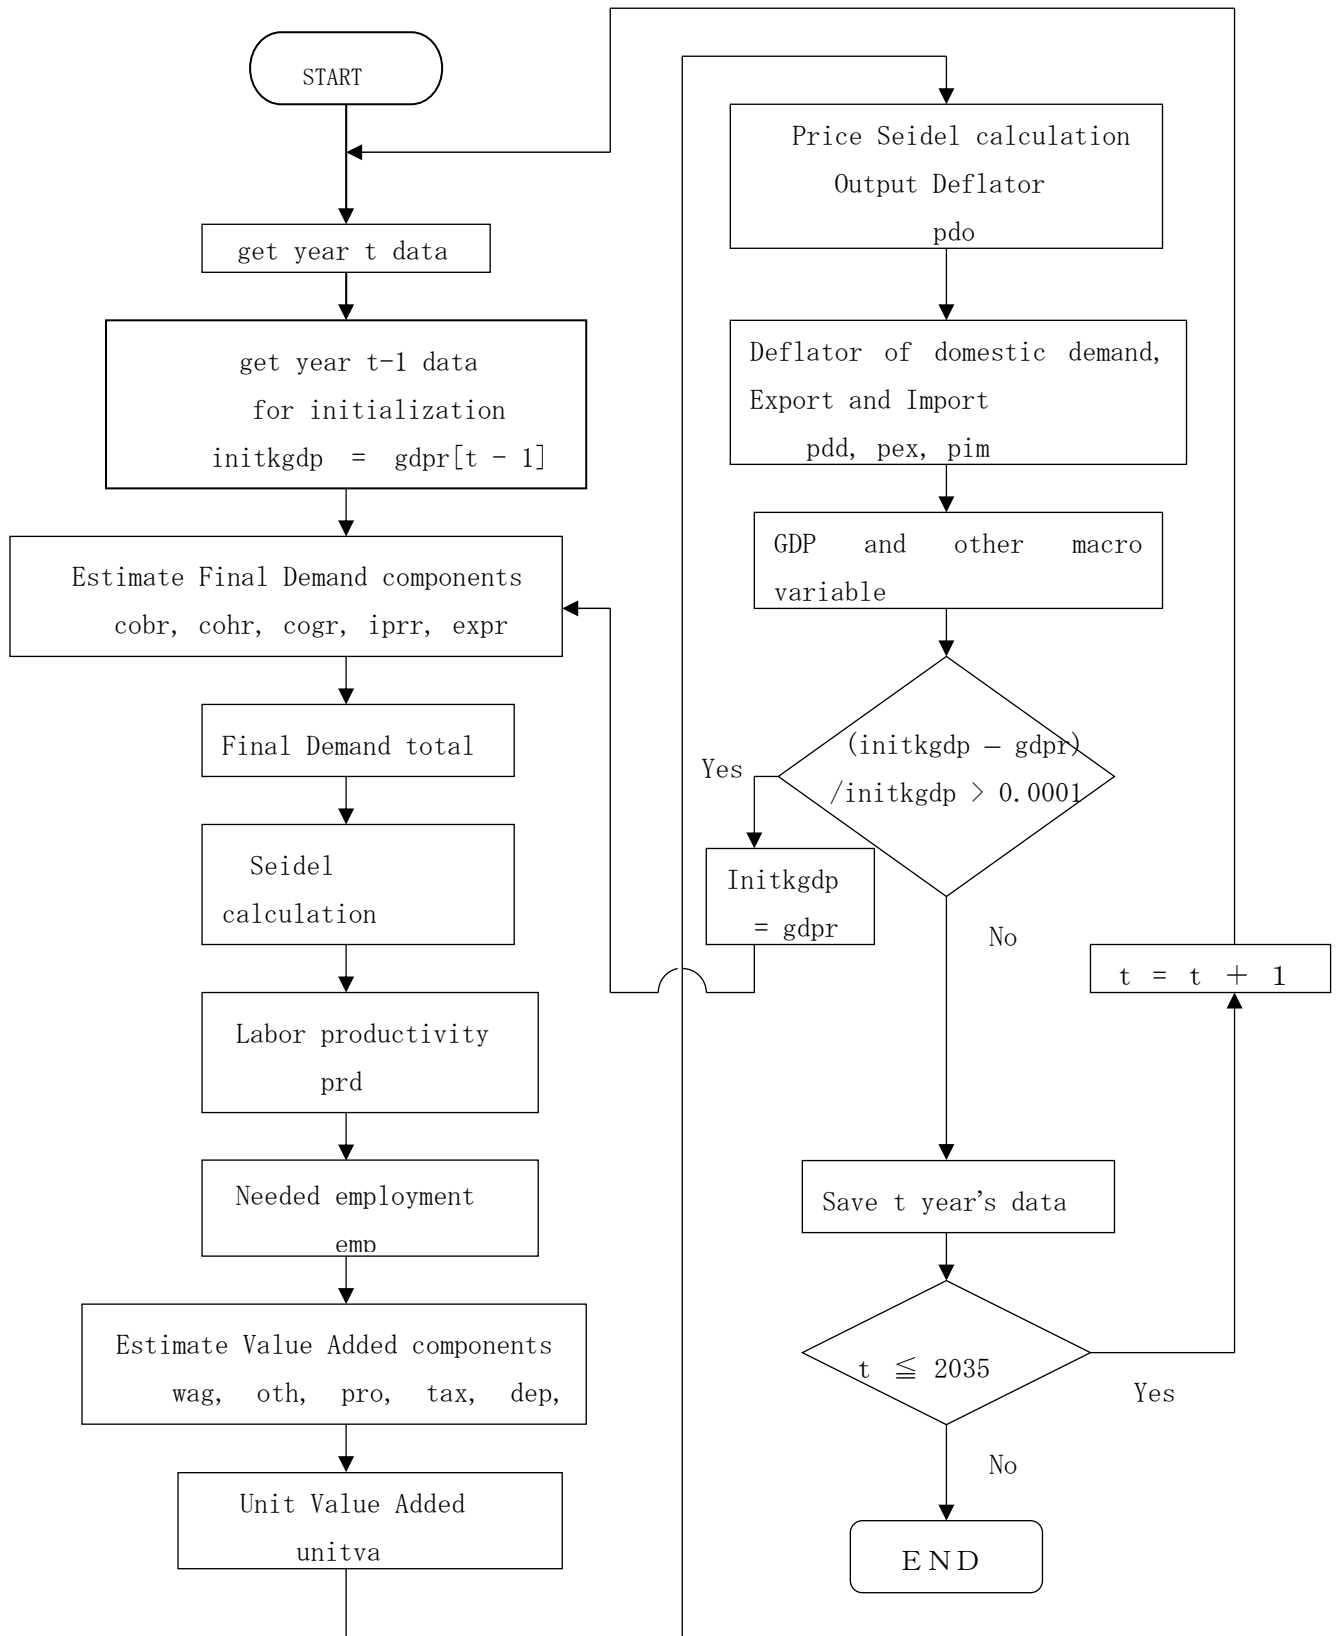 START
get year t data
get year t-1 data
for initialization
initkgdp = gdpr[t - 1]
Estimate Final Demand components
cobr, cohr, cogr, iprr, expr
Final Demand total
Seidel
calculation
Labor productivity
prd
Needed employment
emp
Estimate Value Added components
wag, oth, pro, tax, dep,
Unit Value Added
unitva
Price Seidel calculation
Output Deflator
pdo
Deflator of domestic demand,
Export and Import
pdd, pex, pim
GDP and other macro
variable
(initkgdp – gdpr)
/initkgdp > 0.0001
Yes
Initkgdp
= gdpr
No
t = t + 1
Save t year’s data
t ≦ 2035
Yes
No
END